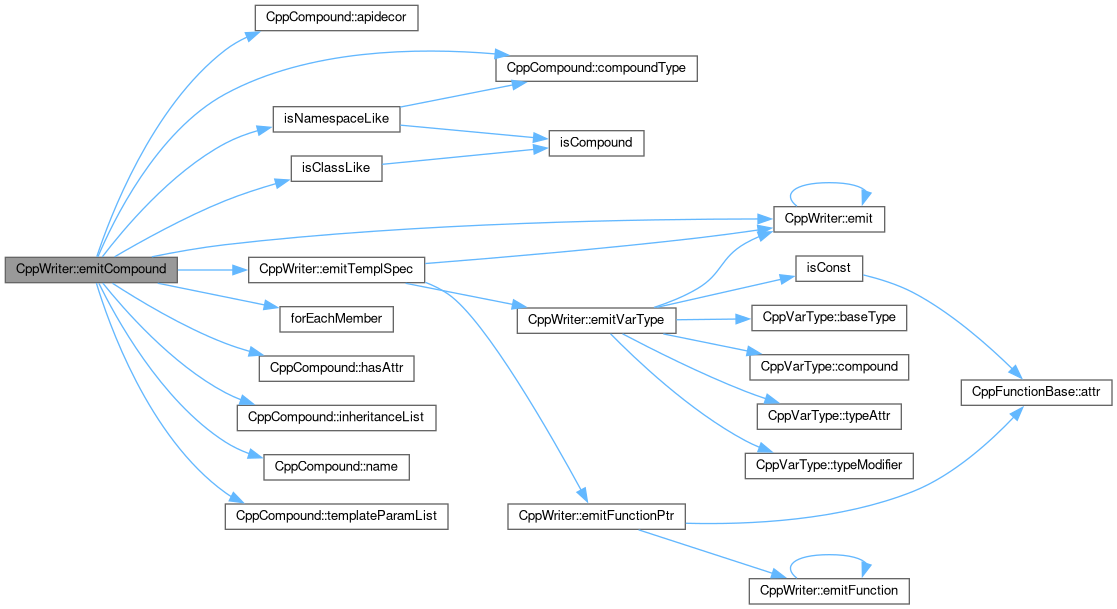 CppCompound::apidecor
CppCompound::compoundType
isNamespaceLike
isCompound
isClassLike
CppWriter::emit
CppWriter::emitCompound
CppWriter::emitTemplSpec
isConst
forEachMember
CppWriter::emitVarType
CppVarType::baseType
CppCompound::hasAttr
CppVarType::compound
CppFunctionBase::attr
CppCompound::inheritanceList
CppVarType::typeAttr
CppCompound::name
CppVarType::typeModifier
CppCompound::templateParamList
CppWriter::emitFunctionPtr
CppWriter::emitFunction